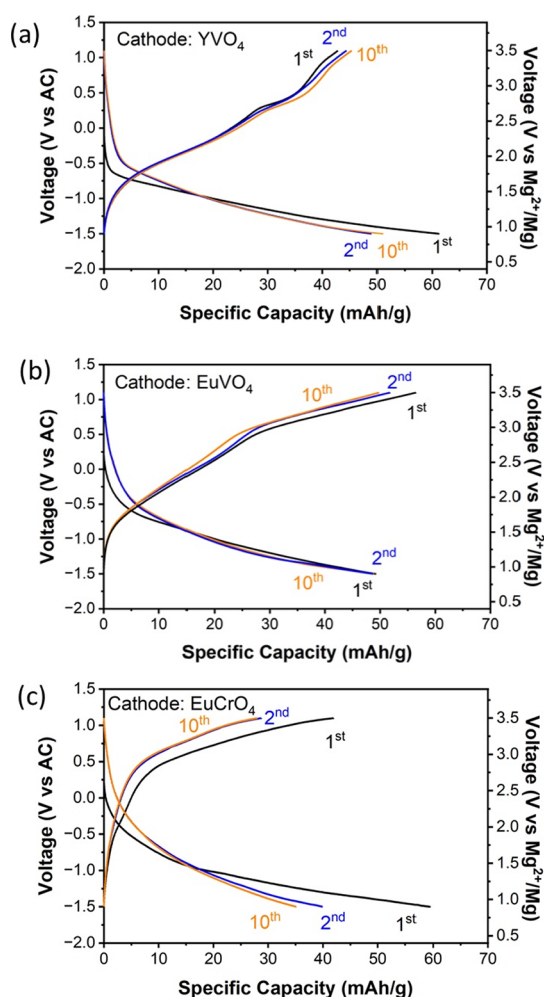 (a)
Cathode: YVO₄
1ˢᵗ
2ⁿᵈ
10ᵗʰ
Voltage (V vs AC)
1.5
1.0
0.5
0.0
−0.5
−1.0
−1.5
−2.0
Voltage (V vs Mg²⁺/Mg)
3.5
3.0
2.5
2.0
1.5
1.0
0.5
2ⁿᵈ
10ᵗʰ
1ˢᵗ
0 10 20 30 40 50 60 70
Specific Capacity (mAh/g)
(b)
Cathode: EuVO₄
10ᵗʰ
2ⁿᵈ
1ˢᵗ
Voltage (V vs AC)
1.5
1.0
0.5
0.0
−0.5
−1.0
−1.5
−2.0
Voltage (V vs Mg²⁺/Mg)
3.5
3.0
2.5
2.0
1.5
1.0
0.5
10ᵗʰ
1ˢᵗ
2ⁿᵈ
0 10 20 30 40 50 60 70
Specific Capacity (mAh/g)
(c)
Cathode: EuCrO₄
10ᵗʰ
2ⁿᵈ
1ˢᵗ
Voltage (V vs AC)
1.5
1.0
0.5
0.0
−0.5
−1.0
−1.5
−2.0
Voltage (V vs Mg²⁺/Mg)
3.5
3.0
2.5
2.0
1.5
1.0
0.5
10ᵗʰ
2ⁿᵈ
1ˢᵗ
0 10 20 30 40 50 60 70
Specific Capacity (mAh/g)